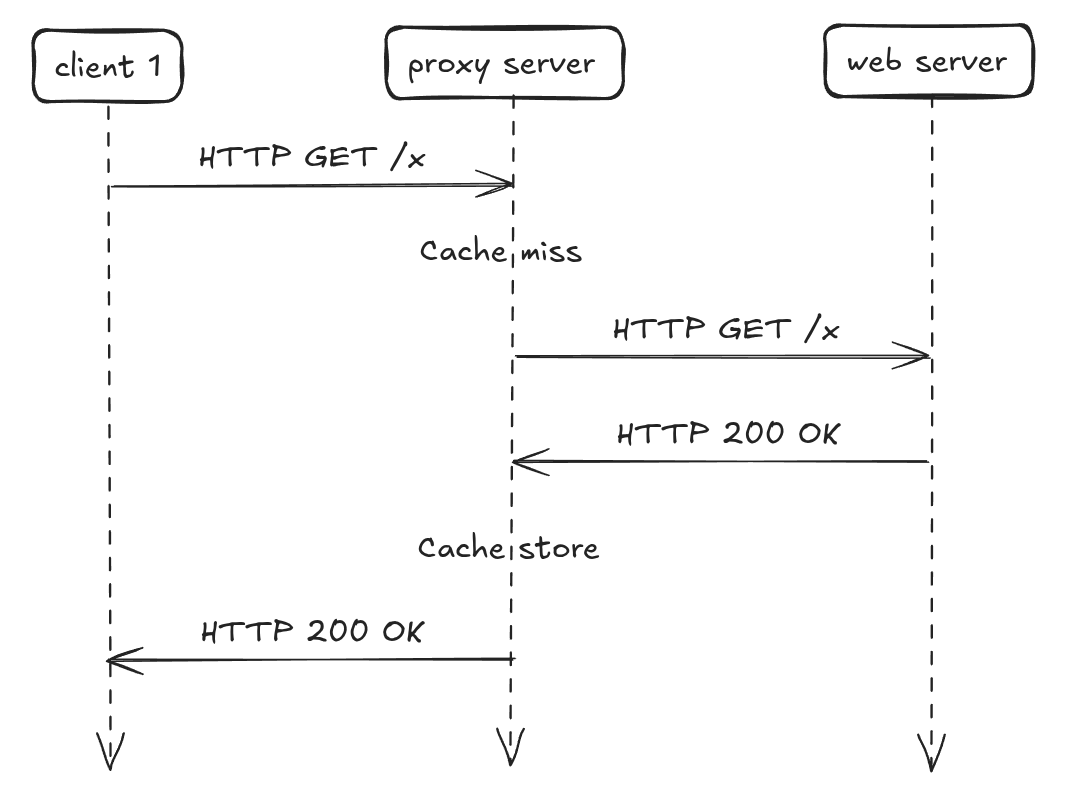 client 1
proxy server
web server
HTTP GET /x
Cache miss
HTTP GET /x
HTTP 200 OK
Cache store
HTTP 200 OK